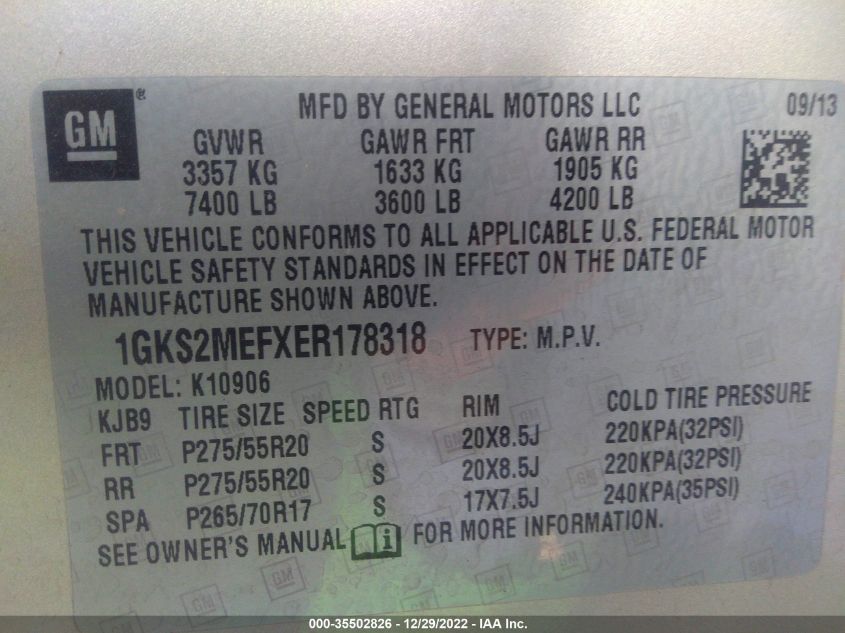 GM ® MFD BY GENERAL MOTORS LLC 09/13
GVWR GAWR FRT GAWR RR
3357 KG 1633 KG 1905 KG
7400 LB 3600 LB 4200 LB
THIS VEHICLE CONFORMS TO ALL APPLICABLE U.S. FEDERAL MOTOR
VEHICLE SAFETY STANDARDS IN EFFECT ON THE DATE OF
MANUFACTURE SHOWN ABOVE.
1GKS2MEFXER178318 TYPE: M.P.V.
MODEL: K10906
KJB9 TIRE SIZE SPEED RTG RIM COLD TIRE PRESSURE
FRT P275/55R20 S 20X8.5J 220KPA(32PSI)
RR P275/55R20 S 20X8.5J 220KPA(32PSI)
SPA P265/70R17 S 17X7.5J 240KPA(35PSI)
SEE OWNER'S MANUAL i FOR MORE INFORMATION.
000-35502826 - 12/29/2022 - IAA Inc.